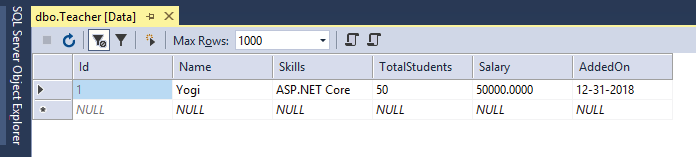 SQL Server Object Explorer
dbo.Teacher [Data]
Max Rows: 1000
Id Name Skills TotalStudents Salary AddedOn
1 Yogi ASP.NET Core 50 50000.0000 12-31-2018
NULL NULL NULL NULL NULL NULL